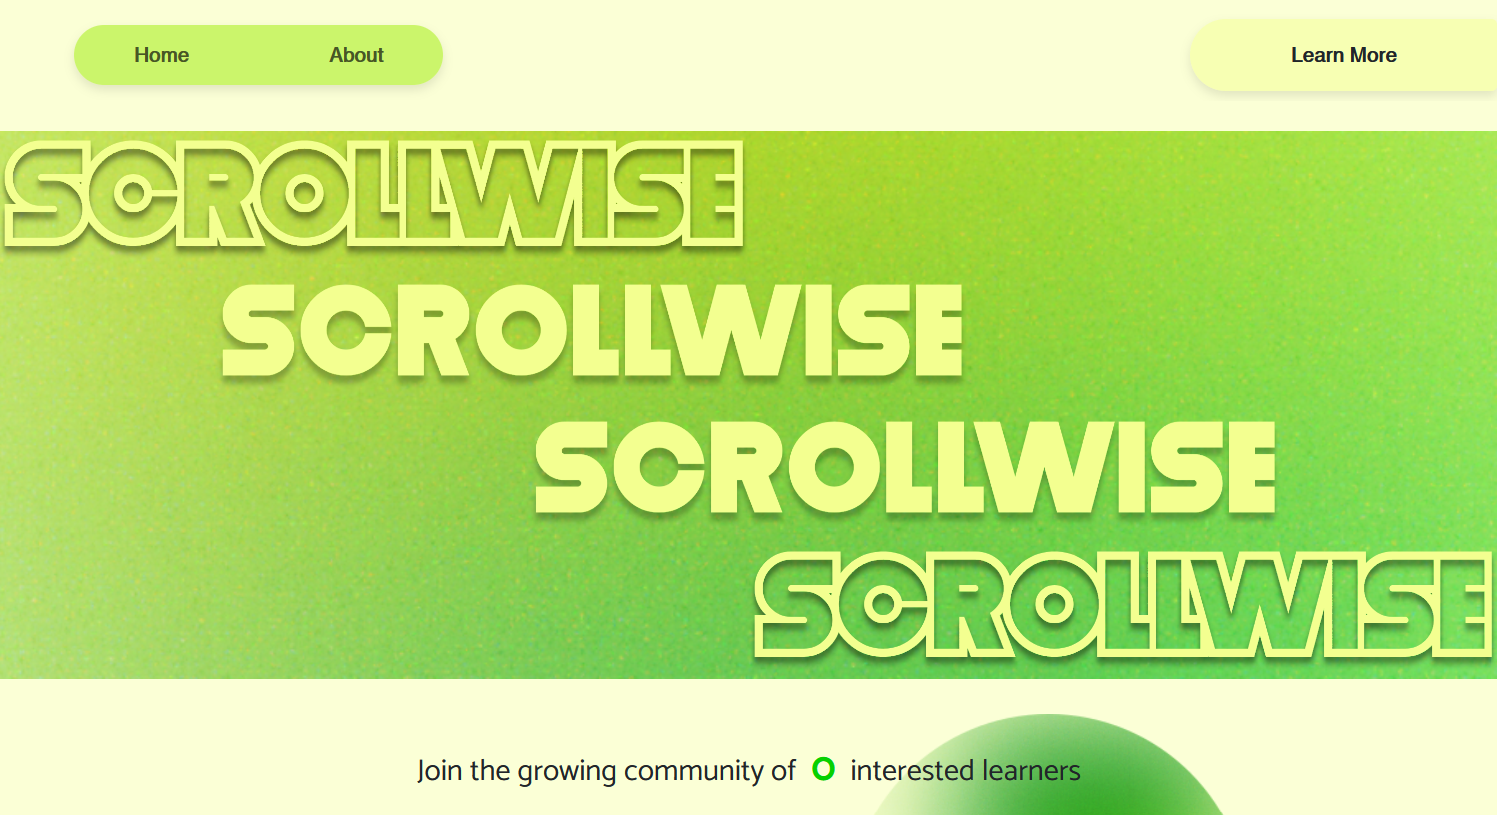 Home About Learn More
SCROLLWISE
SCROLLWISE
SCROLLWISE
SCROLLWISE
Join the growing community of 0 interested learners